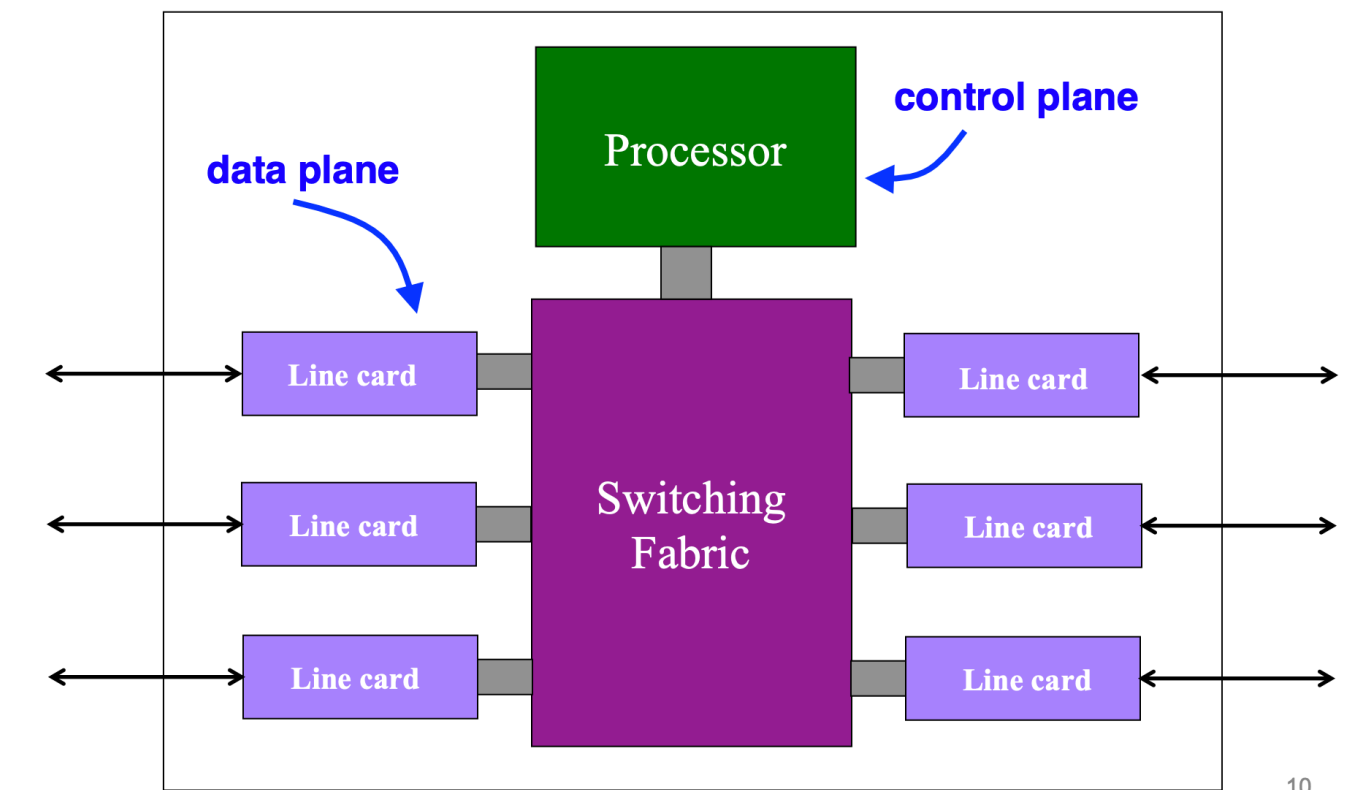 control plane
Processor
data plane
Line card
Line card
Switching
Fabric
Line card
Line card
Line card
Line card
10